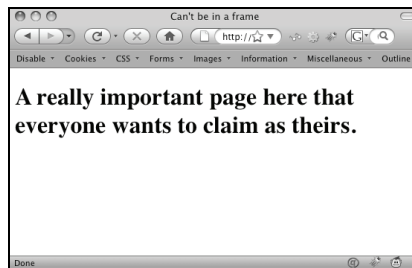 Can't be in a frame
http://
Disable Cookies CSS Forms Images Information Miscellaneous Outline
A really important page here that
everyone wants to claim as theirs.
Done